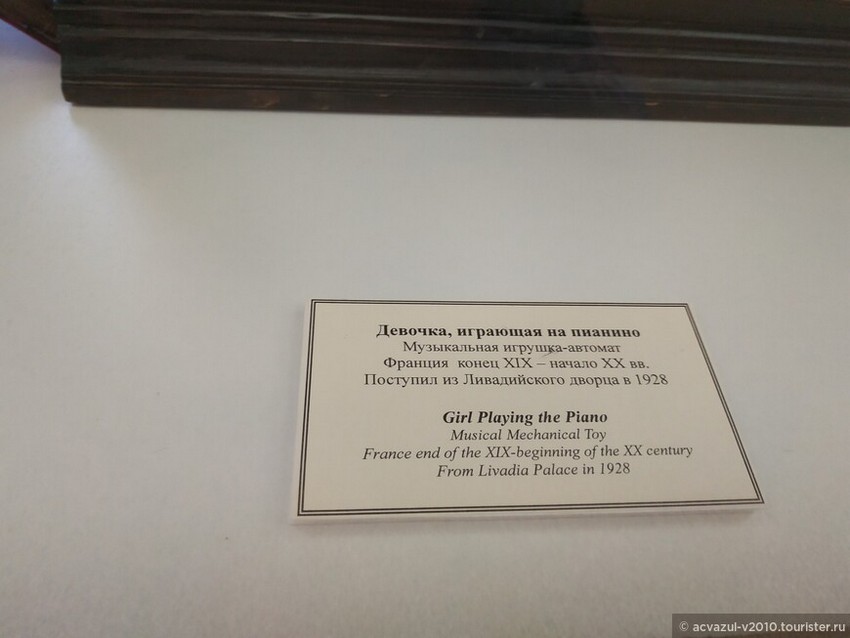 Девочка, играющая на пианино
Музыкальная игрушка-автомат
Франция конец XIX – начало XX вв.
Поступил из Ливадийского дворца в 1928
Girl Playing the Piano
Musical Mechanical Toy
France end of the XIX-beginning of the XX century
From Livadia Palace in 1928
© acvazul-v2010.tourister.ru